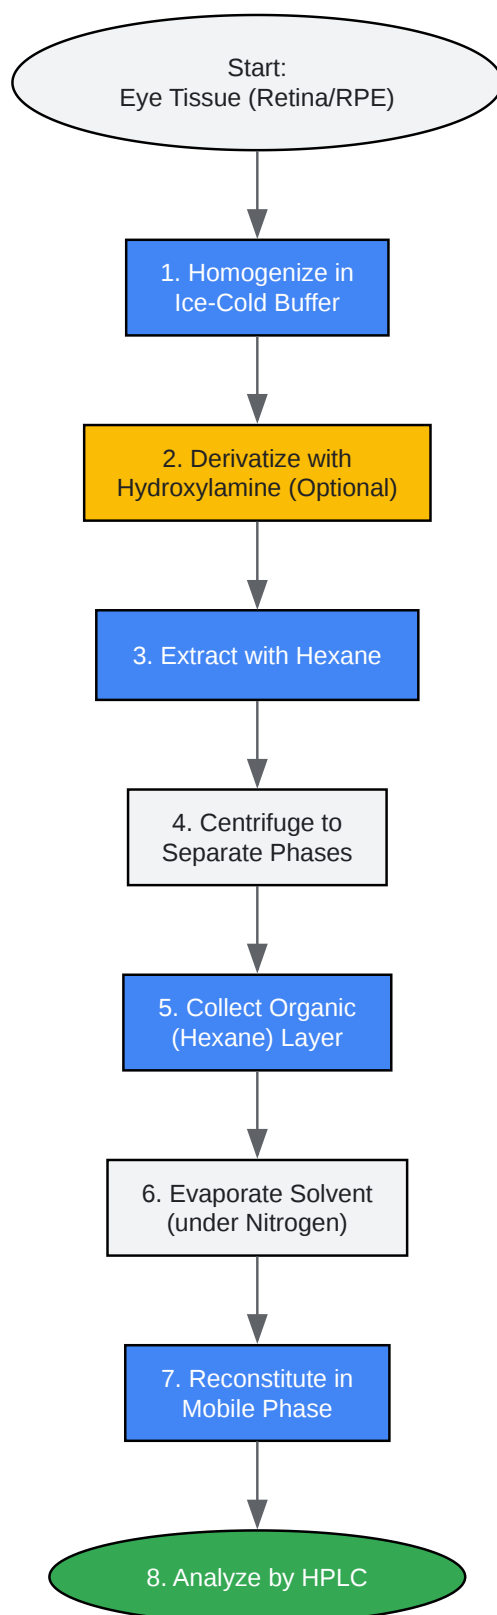 Start:
Eye Tissue (Retina/RPE)
1. Homogenize in
Ice-Cold Buffer
2. Derivatize with
Hydroxylamine (Optional)
3. Extract with Hexane
4. Centrifuge to
Separate Phases
5. Collect Organic
(Hexane) Layer
6. Evaporate Solvent
(under Nitrogen)
7. Reconstitute in
Mobile Phase
8. Analyze by HPLC